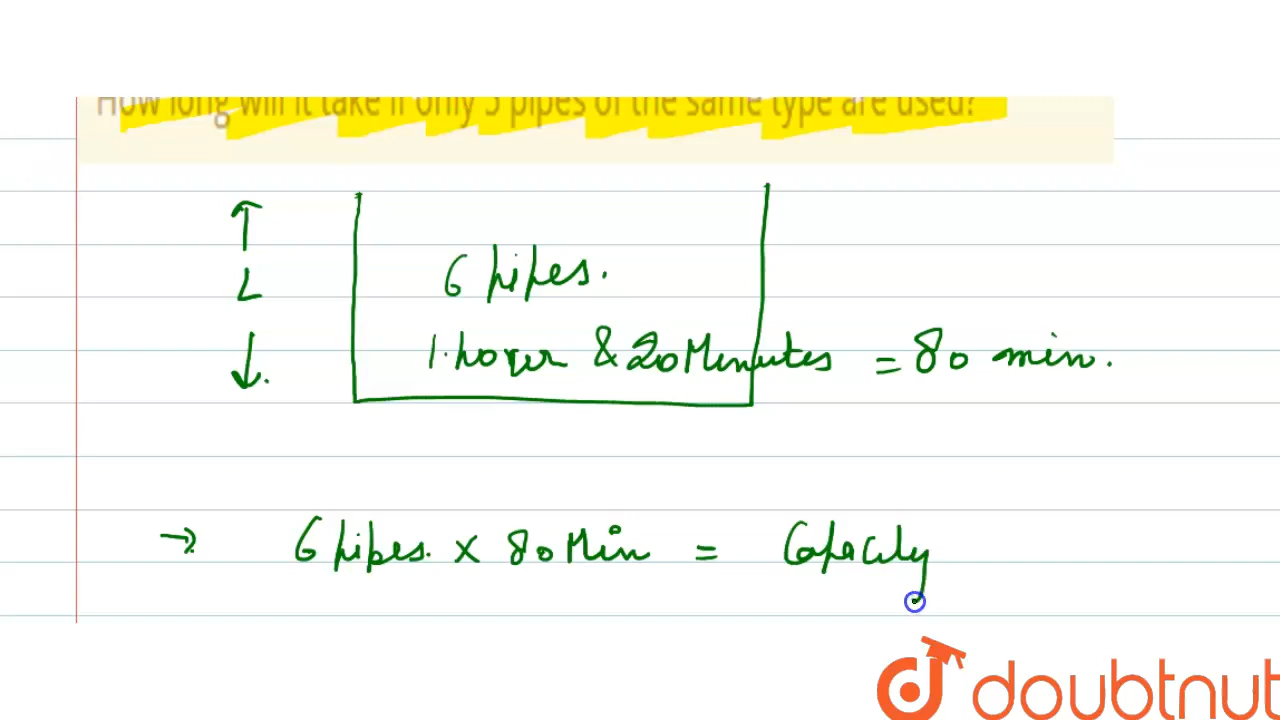 How long will it take if only 5 pipes of the same type are used?
L
6 pipes.
1 hour & 20 Minutes = 80 min.
→ 6 pipes. × 80 Min = Capacity
doubtnut